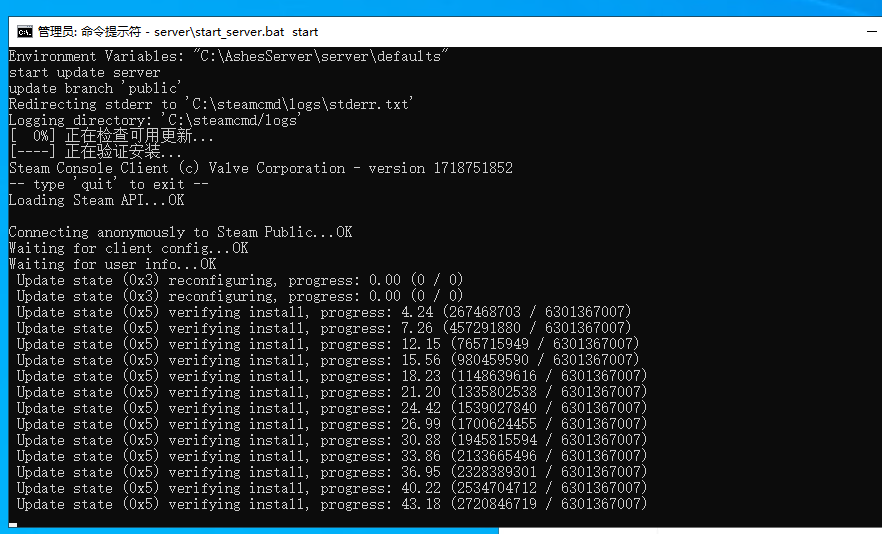 管理员: 命令提示符 - server\start_server.bat  start
Environment Variables: "C:\AshesServer\server\defaults"
start update server
update branch 'public'
Redirecting stderr to 'C:\steamcmd\logs\stderr.txt'
Logging directory: 'C:\steamcmd/logs'
[  0%] 正在检查可用更新...
[----] 正在验证安装...
Steam Console Client (c) Valve Corporation - version 1718751852
-- type 'quit' to exit --
Loading Steam API...OK
Connecting anonymously to Steam Public...OK
Waiting for client config...OK
Waiting for user info...OK
Update state (0x3) reconfiguring, progress: 0.00 (0 / 0)
Update state (0x3) reconfiguring, progress: 0.00 (0 / 0)
Update state (0x5) verifying install, progress: 4.24 (267468703 / 6301367007)
Update state (0x5) verifying install, progress: 7.26 (457291880 / 6301367007)
Update state (0x5) verifying install, progress: 12.15 (765715949 / 6301367007)
Update state (0x5) verifying install, progress: 15.56 (980459590 / 6301367007)
Update state (0x5) verifying install, progress: 18.23 (1148639616 / 6301367007)
Update state (0x5) verifying install, progress: 21.20 (1335802538 / 6301367007)
Update state (0x5) verifying install, progress: 24.42 (1539027840 / 6301367007)
Update state (0x5) verifying install, progress: 26.99 (1700624455 / 6301367007)
Update state (0x5) verifying install, progress: 30.88 (1945815594 / 6301367007)
Update state (0x5) verifying install, progress: 33.86 (2133665496 / 6301367007)
Update state (0x5) verifying install, progress: 36.95 (2328389301 / 6301367007)
Update state (0x5) verifying install, progress: 40.22 (2534704712 / 6301367007)
Update state (0x5) verifying install, progress: 43.18 (2720846719 / 6301367007)